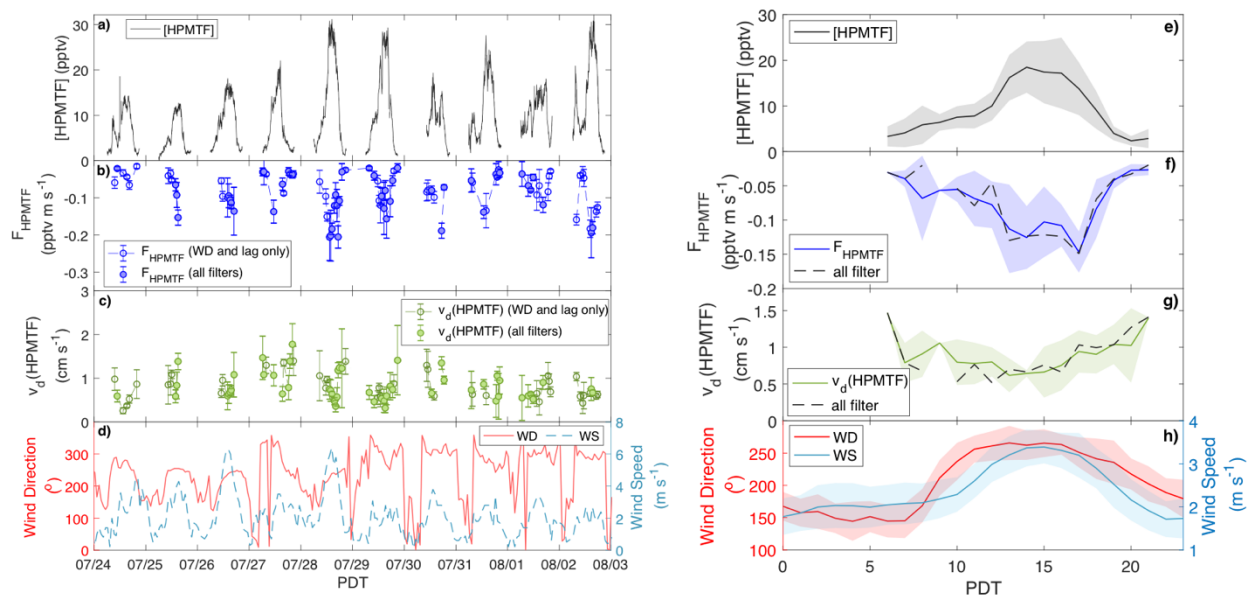 a)
[HPMTF]
[HPMTF] (pptv)
30
20
10
b)
0
-0.1
-0.2
-0.3
F_HPMTF
(pptv m s⁻¹)
F_HPMTF (WD and lag only)
F_HPMTF (all filters)
c)
3
2
1
0
v_d(HPMTF)
(cm s⁻¹)
v_d(HPMTF) (WD and lag only)
v_d(HPMTF) (all filters)
d)
WD WS
300
200
100
0
Wind Direction
(º)
8
6
4
2
0
Wind Speed
(m s⁻¹)
07/24 07/25 07/26 07/27 07/28 07/29 07/30 07/31 08/01 08/02 08/03
PDT
e)
[HPMTF]
[HPMTF] (pptv)
30
20
10
0
f)
-0.05
-0.1
-0.15
-0.2
F_HPMTF
(pptv m s⁻¹)
F_HPMTF
all filter
g)
1.5
1
0.5
0
v_d(HPMTF)
(cm s⁻¹)
v_d(HPMTF)
all filter
h)
WD
WS
250
200
150
100
Wind Direction
(º)
4
3
2
1
Wind Speed
(m s⁻¹)
0 5 10 15 20
PDT